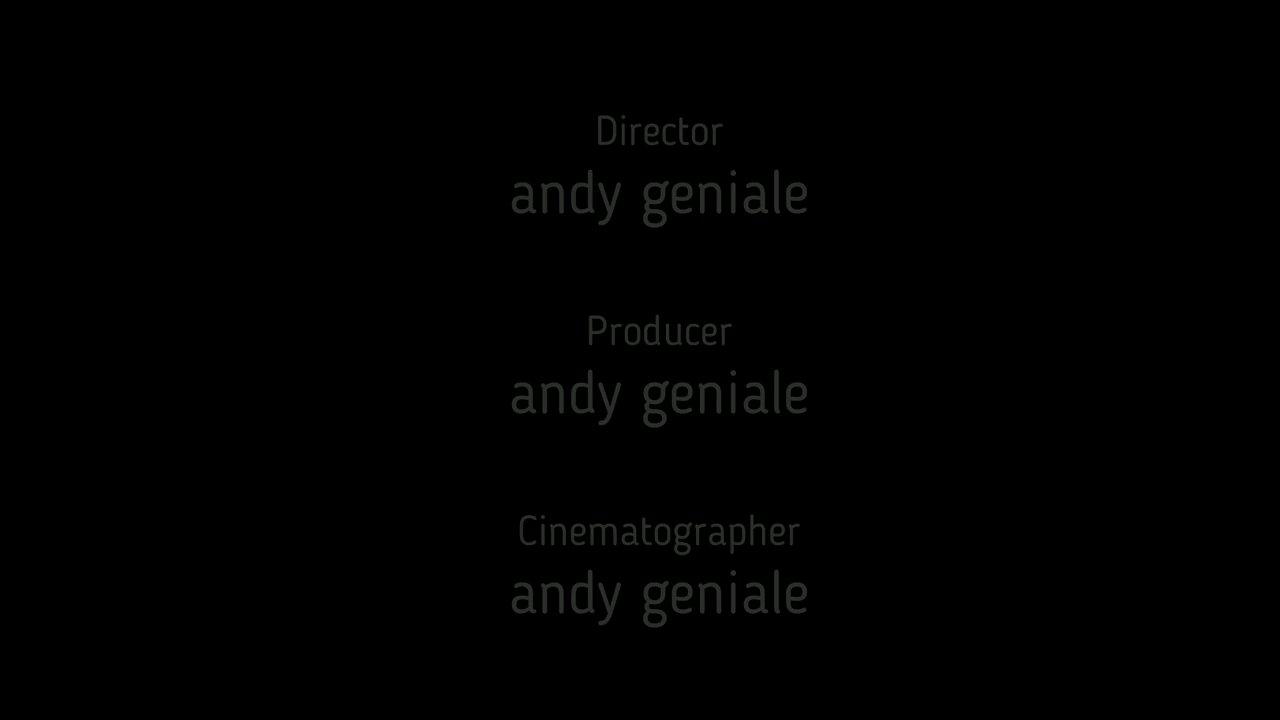 Director
andy geniale
Producer
andy geniale
Cinematographer
andy geniale